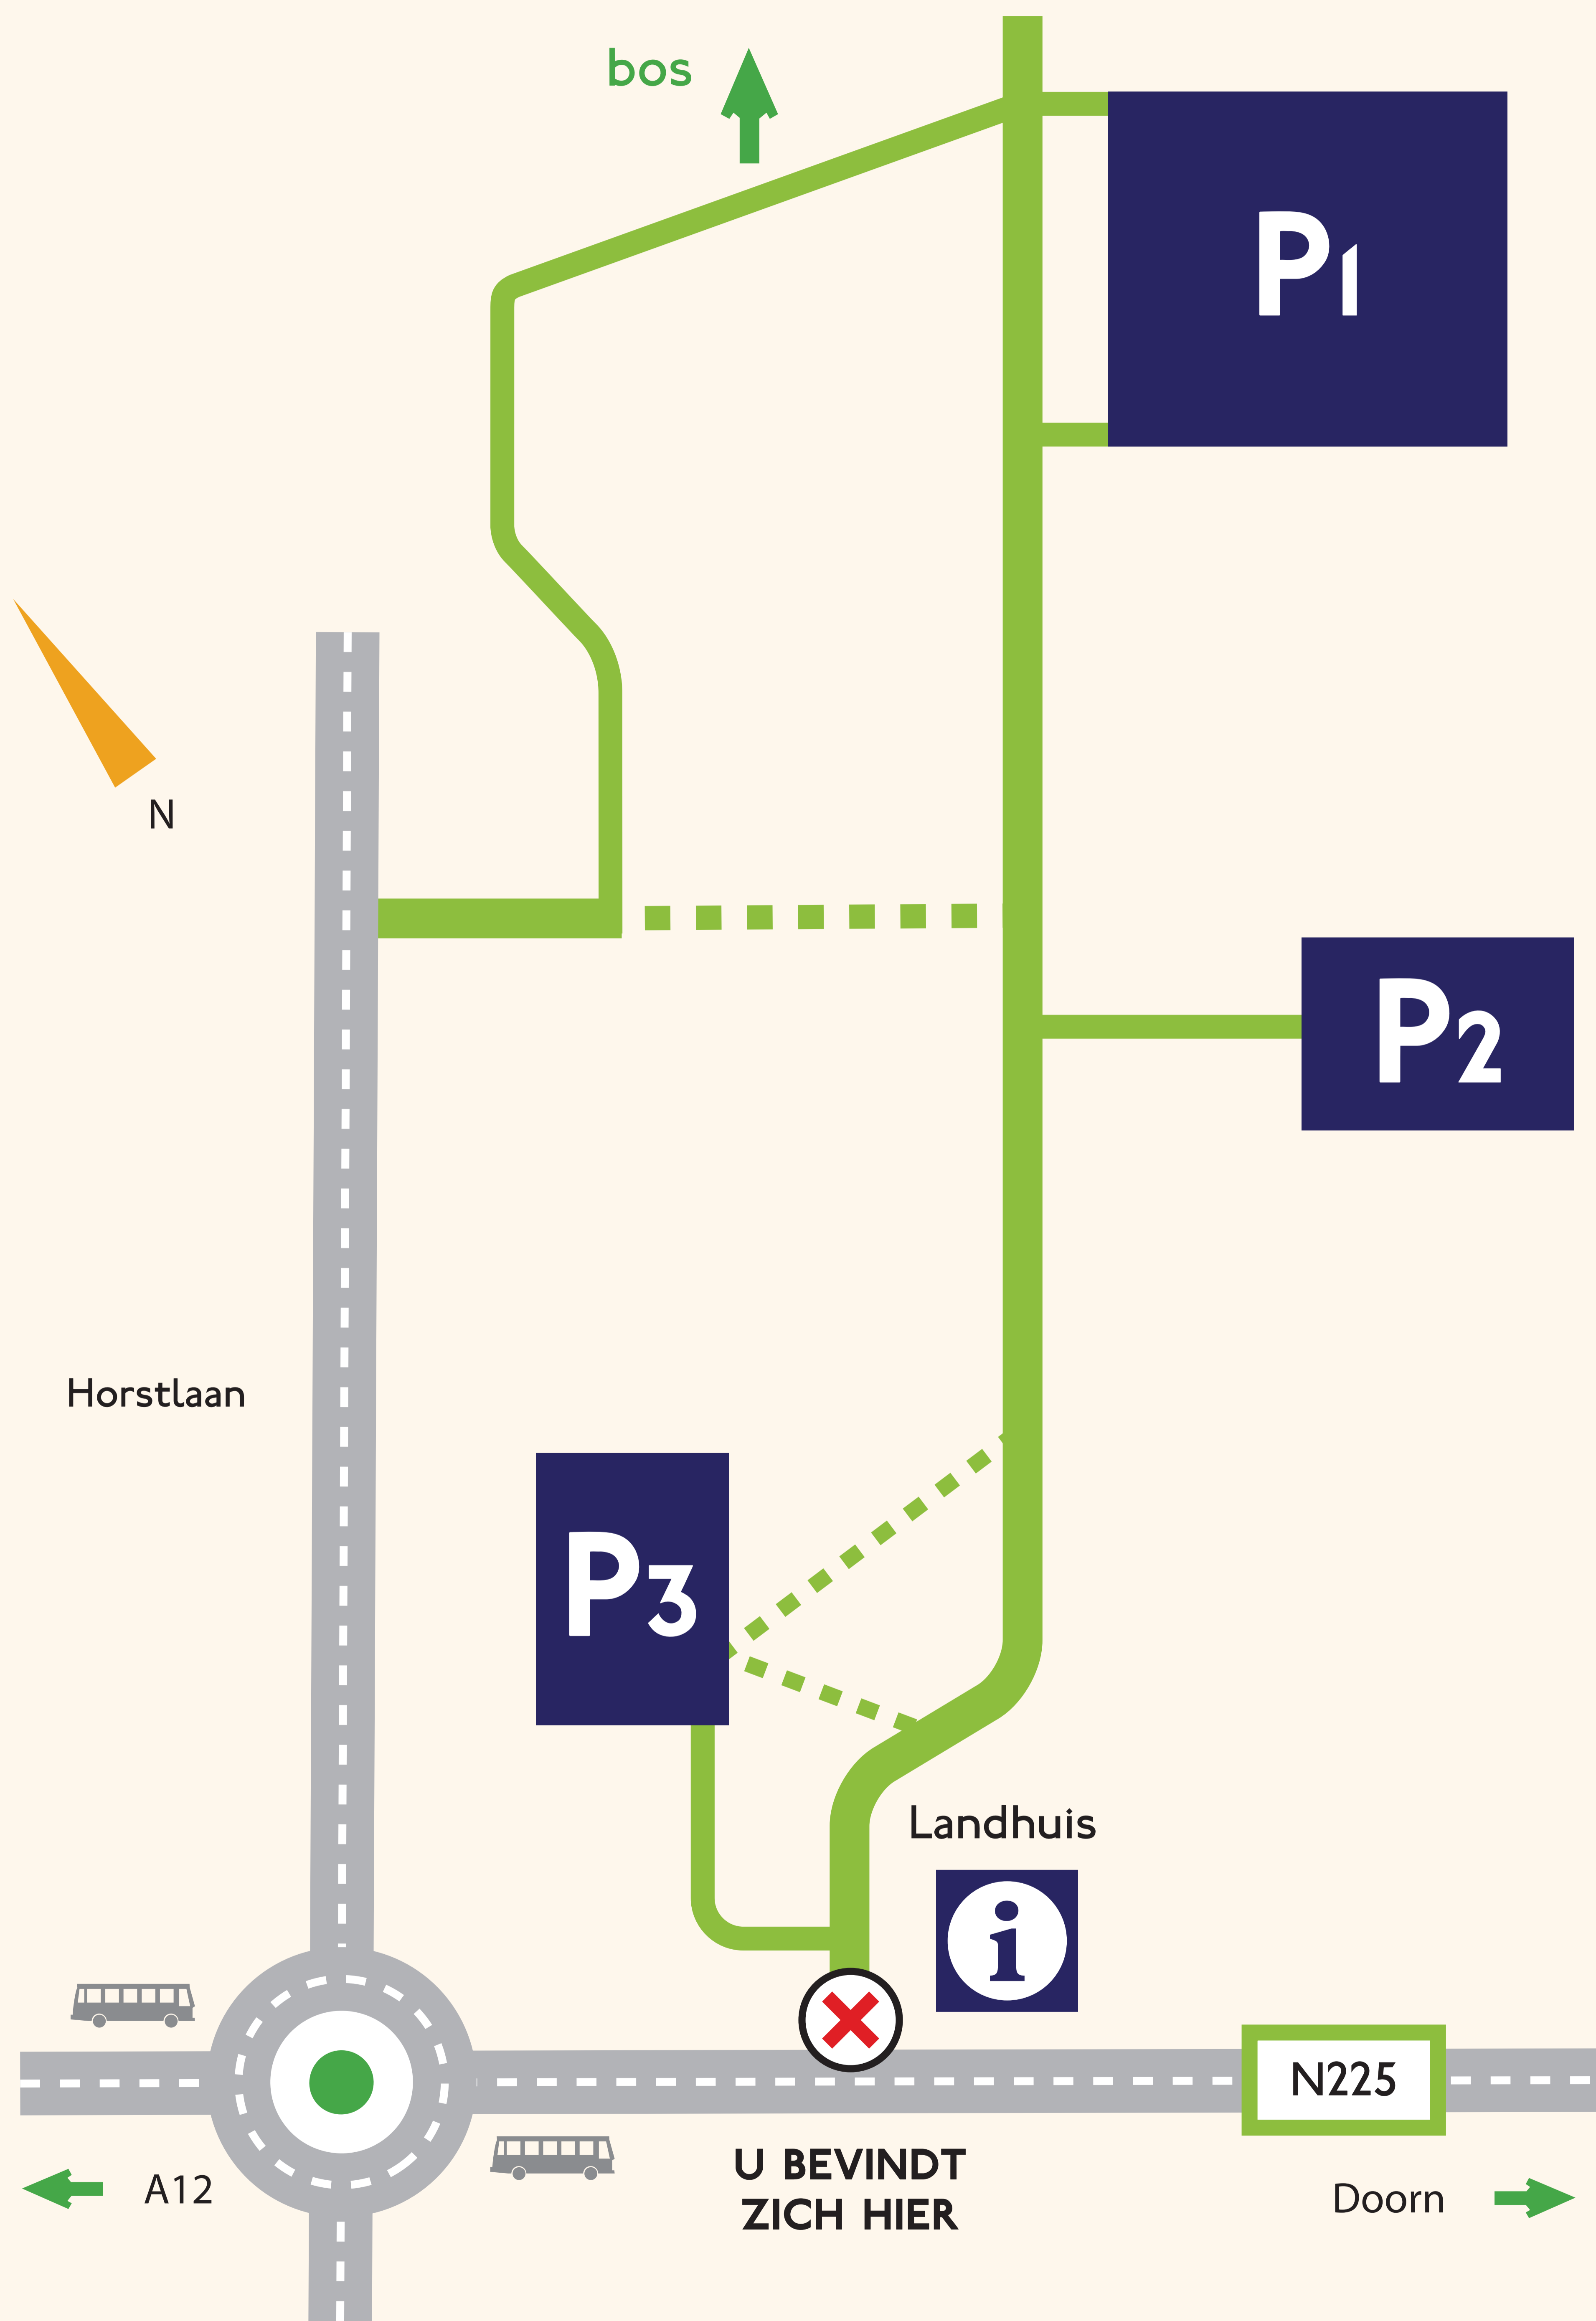 bos
P1
N
P2
Horstlaan
P3
Landhuis
i
N225
U BEVINDT
ZICH HIER
A12
Doorn